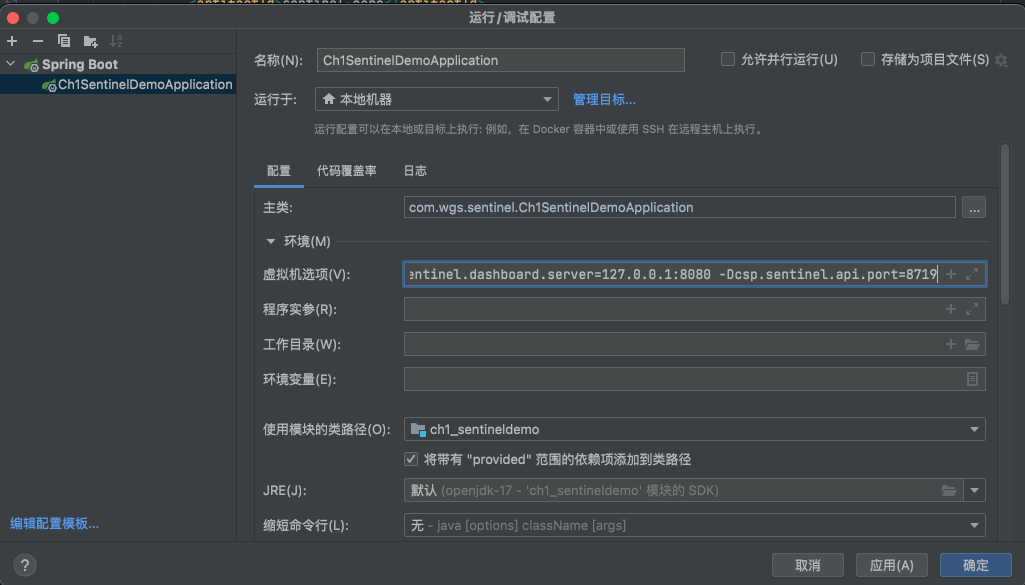 运行/调试配置
Spring Boot
Ch1SentinelDemoApplication
编辑配置模板...
名称(N):
Ch1SentinelDemoApplication
允许并行运行(U)
存储为项目文件(S)
运行于:
本地机器
管理目标...
运行配置可以在本地或目标上执行: 例如，在 Docker 容器中或使用 SSH 在远程主机上执行。
配置
代码覆盖率
日志
主类:
com.wgs.sentinel.Ch1SentinelDemoApplication
...
环境(M)
虚拟机选项(V):
entinel.dashboard.server=127.0.0.1:8080 -Dcsp.sentinel.api.port=8719
程序实参(R):
工作目录(W):
环境变量(E):
使用模块的类路径(O):
ch1_sentineldemo
将带有 "provided" 范围的依赖项添加到类路径
JRE(J):
默认 (openjdk-17 - 'ch1_sentineldemo' 模块的 SDK)
缩短命令行(L):
无 - java [options] className [args]
?
取消
应用(A)
确定